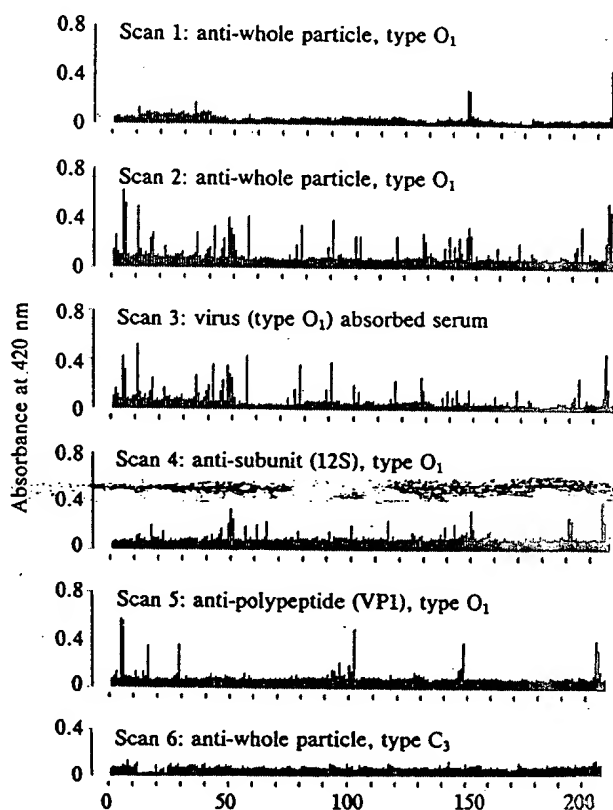 0.8
Scan 1: anti-whole particle, type O₁
0.4
0
0.8
Scan 2: anti-whole particle, type O₁
0.4
0
0.8
Scan 3: virus (type O₁) absorbed serum
0.4
0
Absorbance at 420 nm
0.8
Scan 4: anti-subunit (12S), type O₁
0.4
0
0.8
Scan 5: anti-polypeptide (VP1), type O₁
0.4
0
0.4
Scan 6: anti-whole particle, type C₃
0
0 50 100 150 200